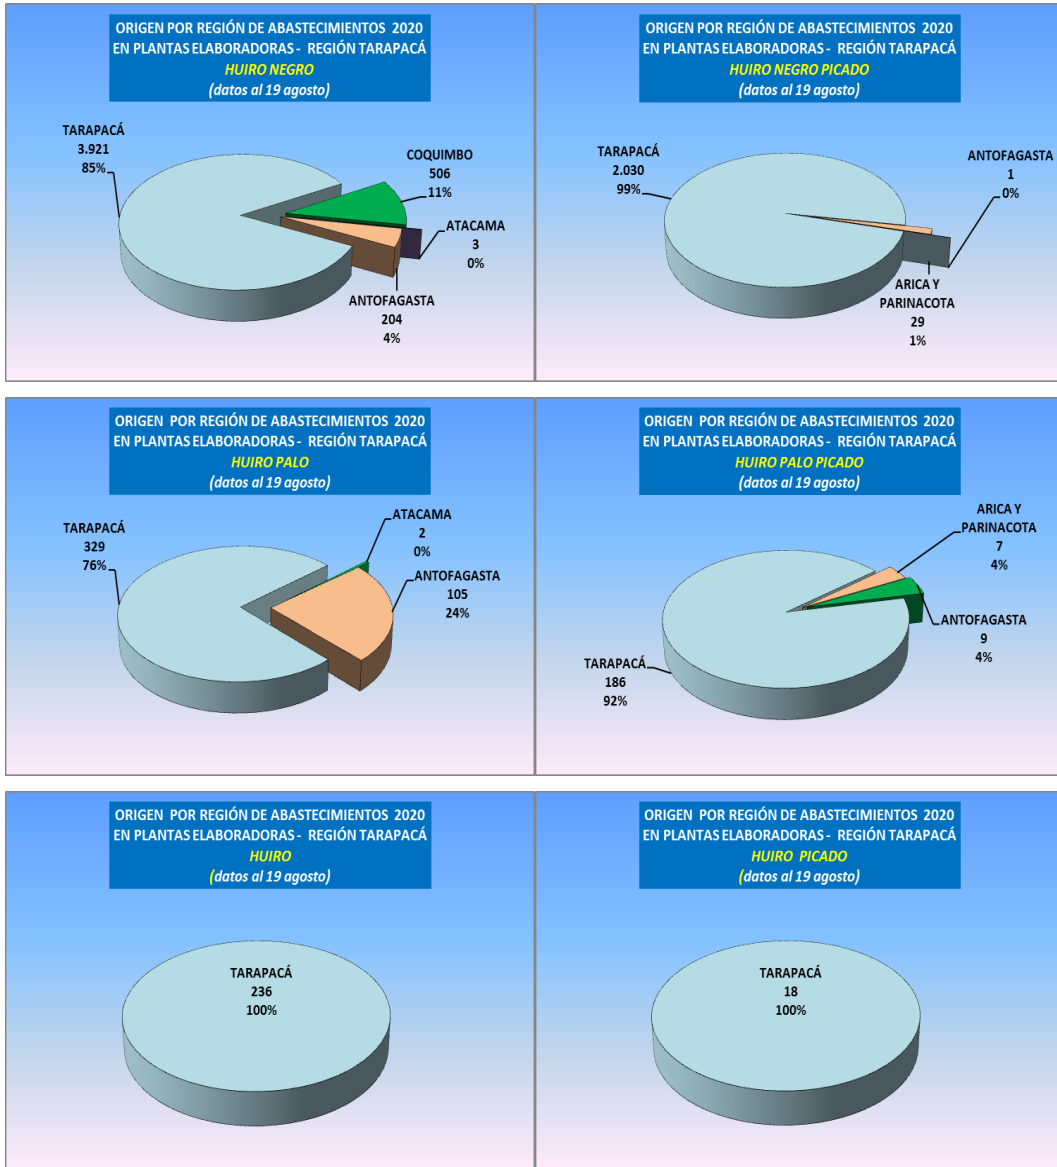 ORIGEN POR REGIÓN DE ABASTECIMIENTOS 2020
EN PLANTAS ELABORADORAS - REGIÓN TARAPACÁ
HUIRO NEGRO
(datos al 19 agosto)
TARAPACÁ
3.921
85%
COQUIMBO
506
11%
ATACAMA
3
0%
ANTOFAGASTA
204
4%
ORIGEN POR REGIÓN DE ABASTECIMIENTOS 2020
EN PLANTAS ELABORADORAS - REGIÓN TARAPACÁ
HUIRO NEGRO PICADO
(datos al 19 agosto)
TARAPACÁ
2.030
99%
ANTOFAGASTA
1
0%
ARICA Y
PARINACOTA
29
1%
ORIGEN POR REGIÓN DE ABASTECIMIENTOS 2020
EN PLANTAS ELABORADORAS - REGIÓN TARAPACÁ
HUIRO PALO
(datos al 19 agosto)
TARAPACÁ
329
76%
ATACAMA
2
0%
ANTOFAGASTA
105
24%
ORIGEN POR REGIÓN DE ABASTECIMIENTOS 2020
EN PLANTAS ELABORADORAS - REGIÓN TARAPACÁ
HUIRO PALO PICADO
(datos al 19 agosto)
ARICA Y
PARINACOTA
7
4%
ANTOFAGASTA
9
4%
TARAPACÁ
186
92%
ORIGEN POR REGIÓN DE ABASTECIMIENTOS 2020
EN PLANTAS ELABORADORAS - REGIÓN TARAPACÁ
HUIRO
(datos al 19 agosto)
TARAPACÁ
236
100%
ORIGEN POR REGIÓN DE ABASTECIMIENTOS 2020
EN PLANTAS ELABORADORAS - REGIÓN TARAPACÁ
HUIRO PICADO
(datos al 19 agosto)
TARAPACÁ
18
100%